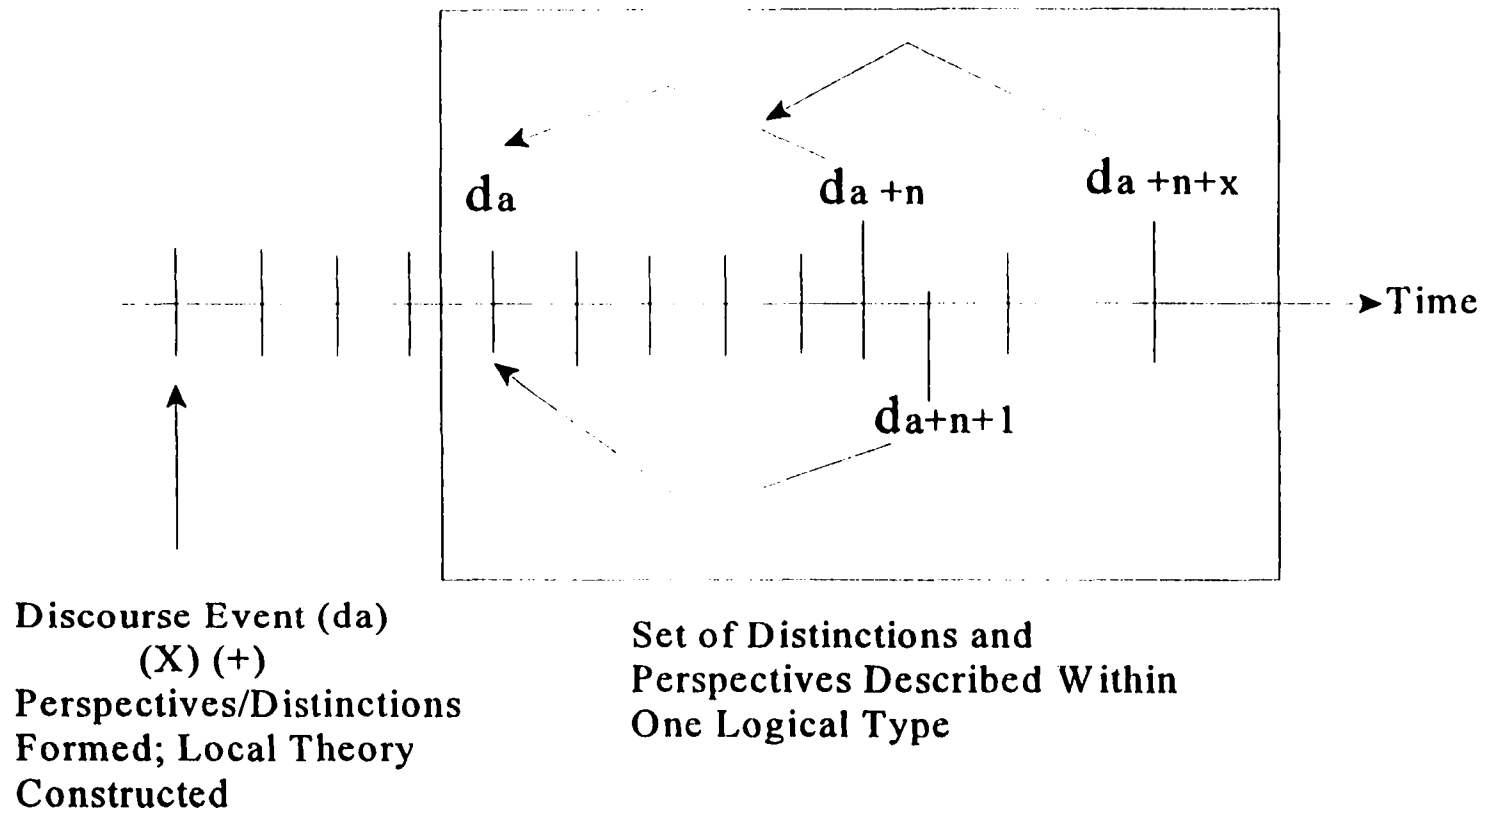 da
da +n
da +n+x
Time
da+n+1
Discourse Event (da)
(X) (+)
Perspectives/Distinctions
Formed; Local Theory
Constructed
Set of Distinctions and
Perspectives Described Within
One Logical Type